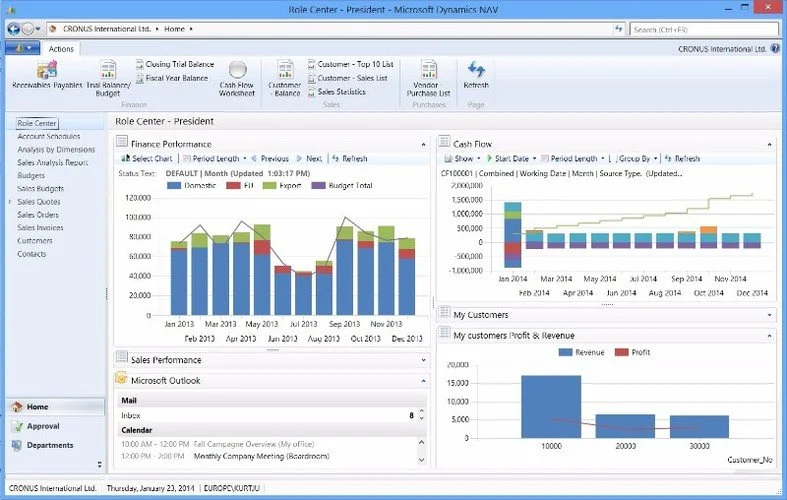 Role Center - President - Microsoft Dynamics NAV
CRONUS International Ltd. Home
Search (Ctrl+F3)
Actions
CRONUS International Ltd.
Receivables-Payables
Trial Balance/ Budget
Closing Trial Balance
Fiscal Year Balance
Cash Flow Worksheet
Finance
Customer - Balance
Customer - Top 10 List
Customer - Sales List
Sales Statistics
Sales
Vendor - Purchase List
Purchases
Refresh
Page
Role Center
Account Schedules
Analysis by Dimensions
Sales Analysis Report
Budgets
Sales Budgets
Sales Quotes
Sales Orders
Sales Invoices
Customers
Contacts
Home
Approval
Departments
Role Center - President
Finance Performance
Select Chart Period Length Previous Next Refresh
Status Text: DEFAULT | Month (Updated 1:03:17 PM)
Domestic EU Export Budget Total
120,000
100,000
80,000
60,000
40,000
20,000
0
Jan 2013 Mar 2013 May 2013 Jul 2013 Sep 2013 Nov 2013
Feb 2013 Apr 2013 Jun 2013 Aug 2013 Oct 2013 Dec 2013
Sales Performance
Microsoft Outlook
Mail
Inbox 8
Calendar
10:00 AM - 12:00 PM Fall Campagne Overview (My office)
12:00 PM - 2:00 PM Monthly Company Meeting (Boardroom)
Cash Flow
Show Start Date Period Length Group By Refresh
CF100001 | Combined | Working Date | Month | Source Type. (Updated...
2,000,000
1,500,000
1,000,000
500,000
0
-500,000
-1,000,000
Jan 2014 Mar 2014 May 2014 Jul 2014 Sep 2014 Nov 2014
Feb 2014 Apr 2014 Jun 2014 Aug 2014 Oct 2014 Dec 2014
My Customers
My customers Profit & Revenue
Revenue Profit
20,000
15,000
10,000
5,000
0
10000 20000 30000
Customer_No
CRONUS International Ltd. Thursday, January 23, 2014 EUROPE\KURTJU